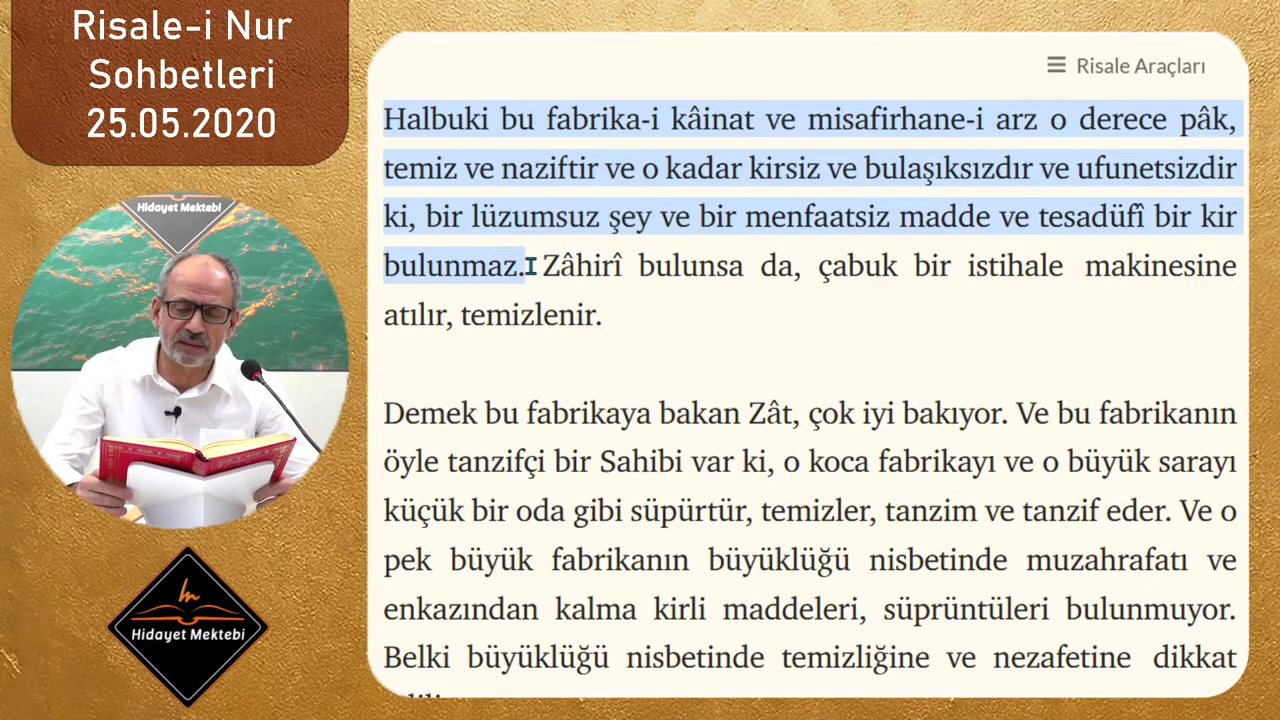 Risale-i Nur
Sohbetleri
25.05.2020
Hidayet Mektebi
Hidayet Mektebi
Risale Araçları
Halbuki bu fabrika-i kâinat ve misafirhane-i arz o derece pâk,
temiz ve naziftir ve o kadar kirsiz ve bulaşıksızdır ve ufunetsizdir
ki, bir lüzumsuz şey ve bir menfaatsiz madde ve tesadüfî bir kir
bulunmaz. Zâhirî bulunsa da, çabuk bir istihale makinesine
atılır, temizlenir.
Demek bu fabrikaya bakan Zât, çok iyi bakıyor. Ve bu fabrikanın
öyle tanzifçi bir Sahibi var ki, o koca fabrikayı ve o büyük sarayı
küçük bir oda gibi süpürtür, temizler, tanzim ve tanzif eder. Ve o
pek büyük fabrikanın büyüklüğü nisbetinde muzahrafatı ve
enkazından kalma kirli maddeleri, süprüntüleri bulunmuyor.
Belki büyüklüğü nisbetinde temizliğine ve nezafetine dikkat